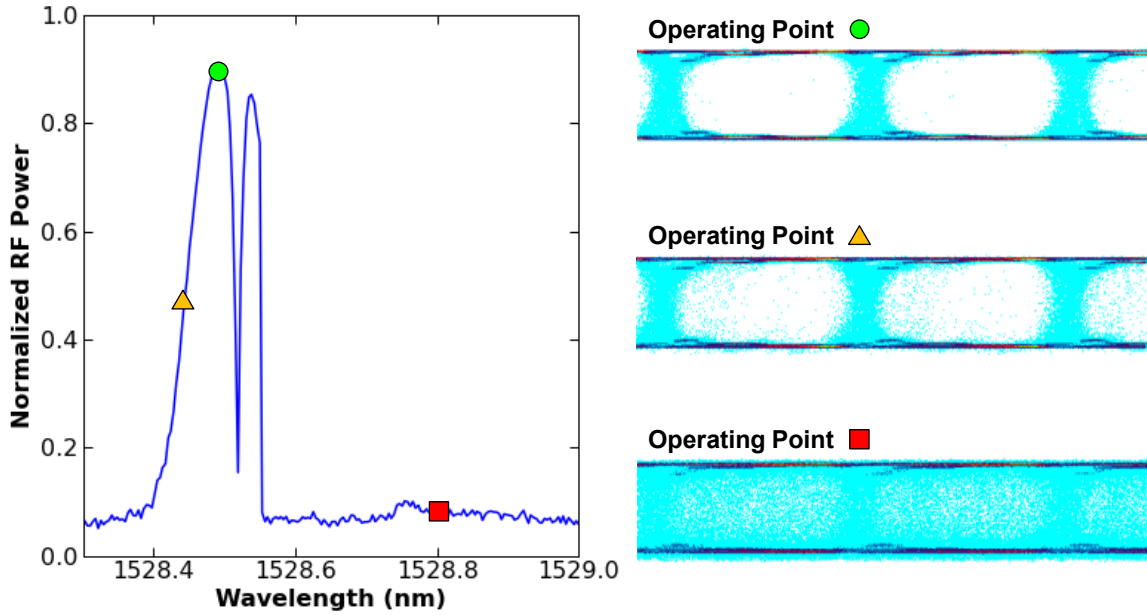 1.0
0.8
0.6
0.4
0.2
0.0
Normalized RF Power
1528.4 1528.6 1528.8 1529.0
Wavelength (nm)
Operating Point
Operating Point
Operating Point